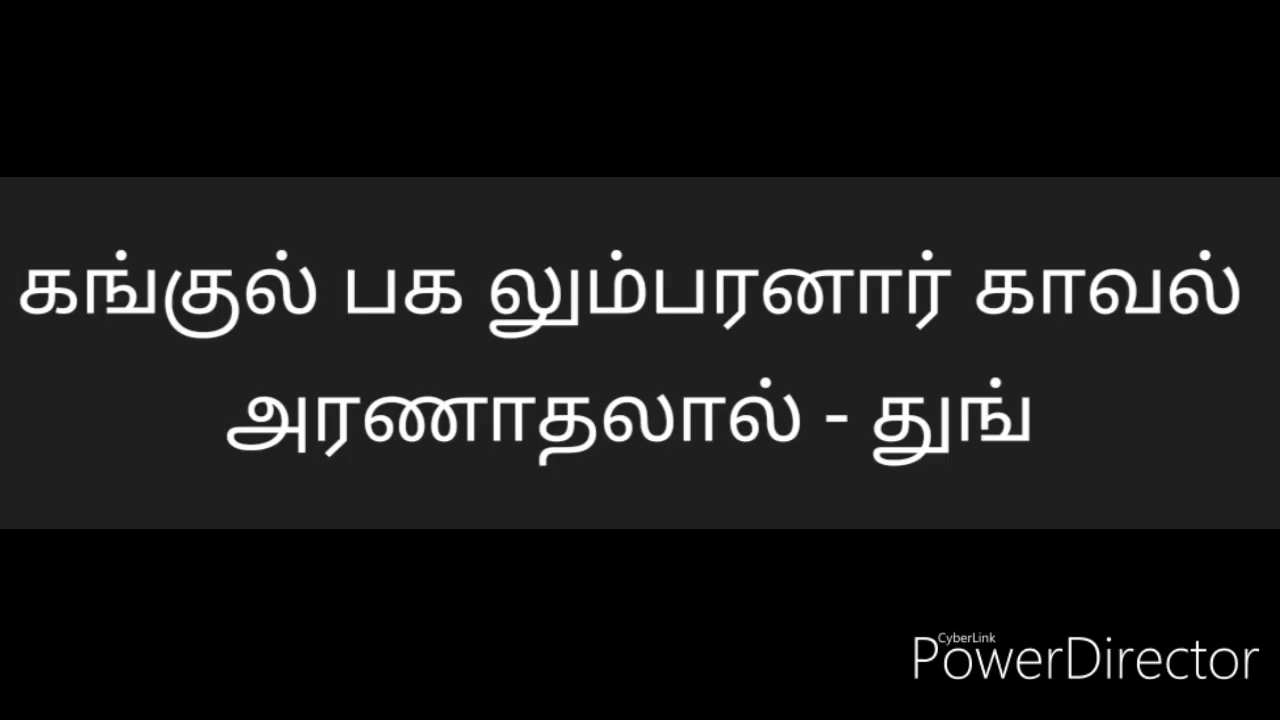 கங்குல் பக லும்பரனார் காவல்
அரணாதலால் - துங்
CyberLink
PowerDirector